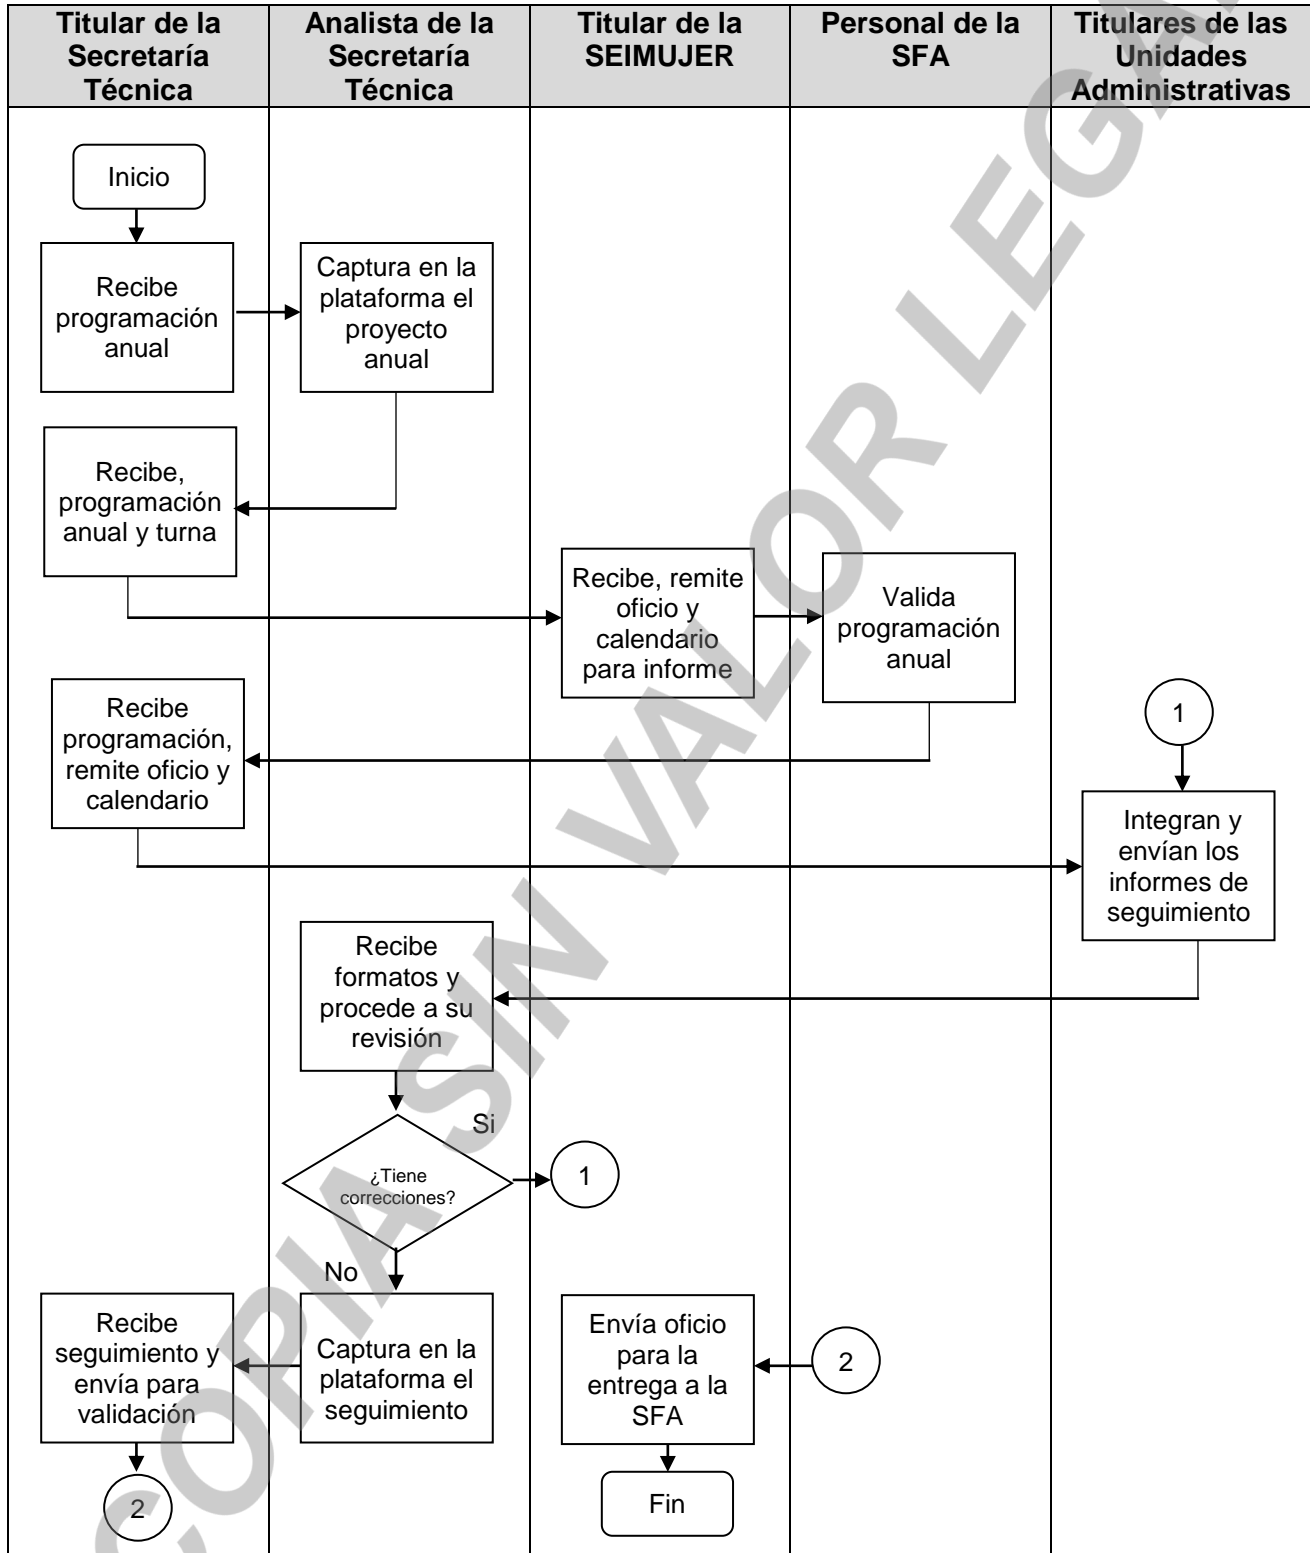 Titular de la
Secretaría
Técnica
Analista de la
Secretaría
Técnica
Titular de la
SEIMUJER
Personal de la
SFA
Titulares de las
Unidades
Administrativas
Inicio
Recibe
programación
anual
Captura en la
plataforma el
proyecto
anual
Recibe,
programación
anual y turna
Recibe, remite
oficio y
calendario
para informe
Valida
programación
anual
Recibe
programación,
remite oficio y
calendario
1
Integran y
envían los
informes de
seguimiento
Recibe
formatos y
procede a su
revisión
Si
¿Tiene
correcciones?
1
No
Recibe
seguimiento y
envía para
validación
Captura en la
plataforma el
seguimiento
Envía oficio
para la
entrega a la
SFA
2
2
Fin
COPIA SIN VALOR LEGAL